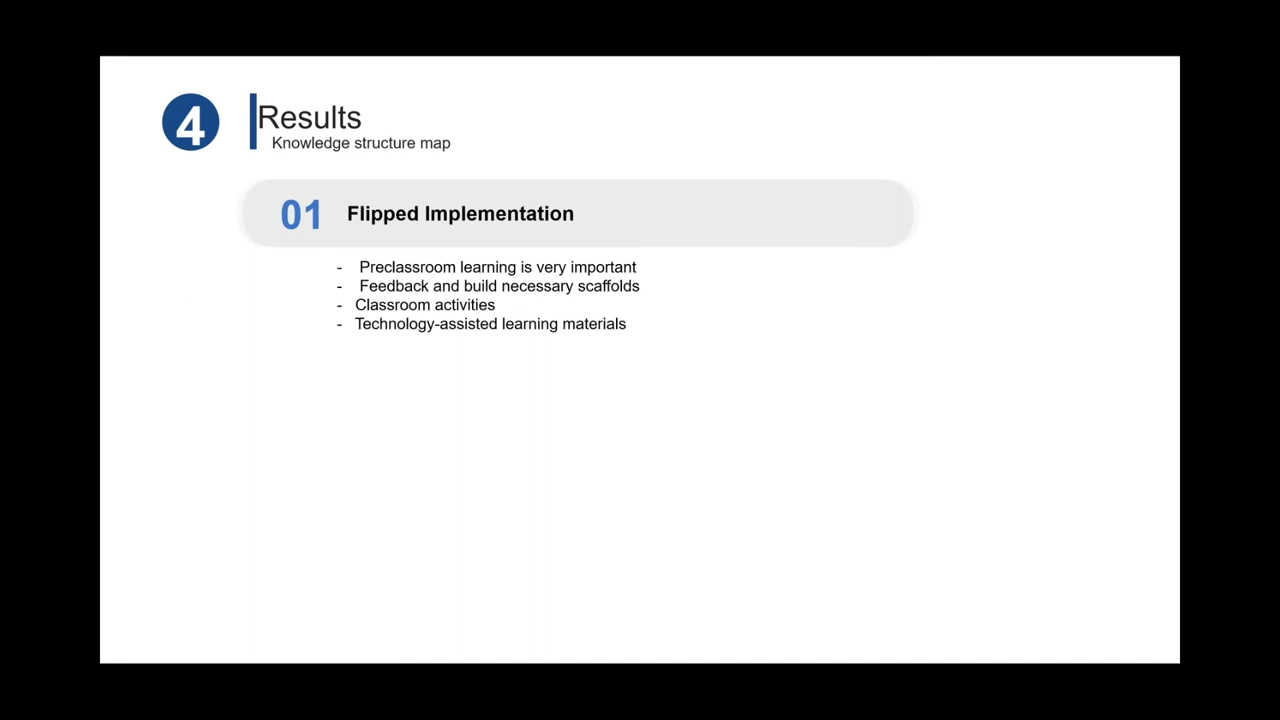 4
Results
Knowledge structure map
01 Flipped Implementation
- Preclassroom learning is very important
- Feedback and build necessary scaffolds
- Classroom activities
- Technology-assisted learning materials